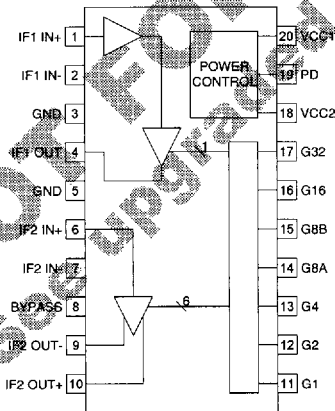 IF1 IN+ 1
IF1 IN- 2
GND 3
IF1 OUT 4
GND 5
IF2 IN+ 6
IF2 IN- 7
BYPASS 8
IF2 OUT- 9
IF2 OUT+ 10
POWER
CONTROL
1
6
20 VCC1
19 PD
18 VCC2
17 G32
16 G16
15 G8B
14 G8A
13 G4
12 G2
11 G1
upgraded